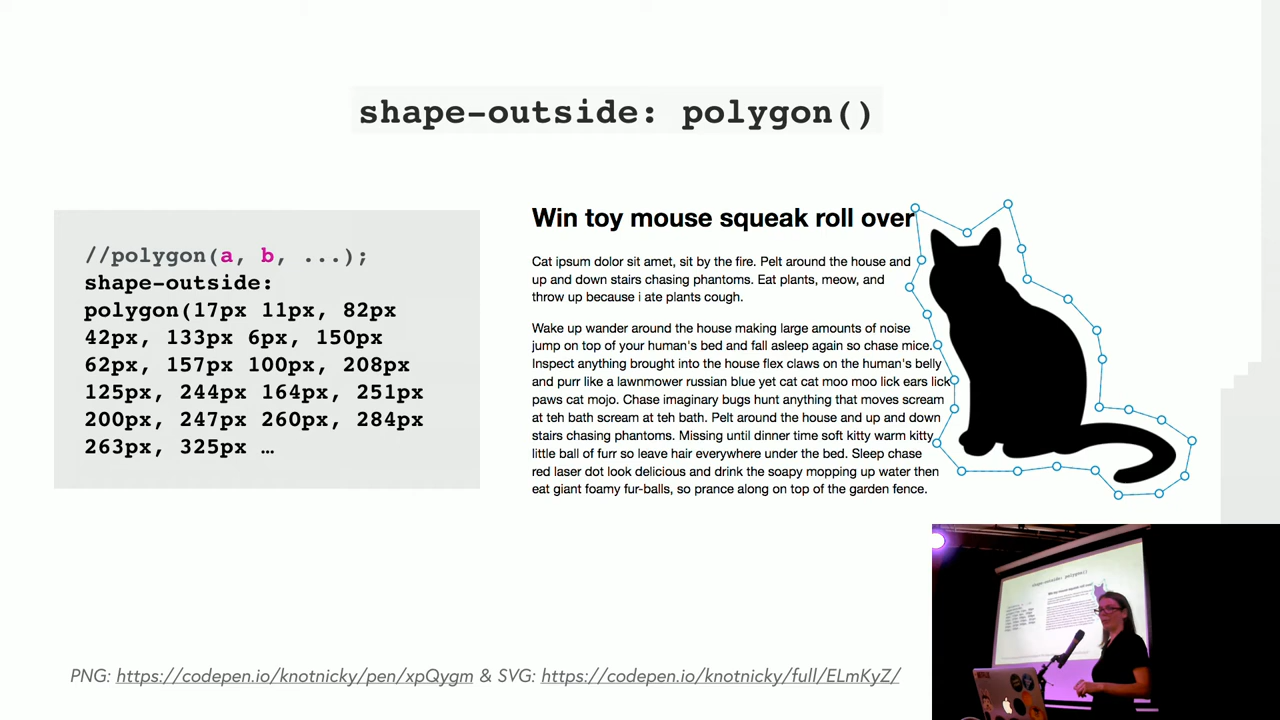 shape-outside: polygon()
//polygon(a, b, ...);
shape-outside:
polygon(17px 11px, 82px
42px, 133px 6px, 150px
62px, 157px 100px, 208px
125px, 244px 164px, 251px
200px, 247px 260px, 284px
263px, 325px …
Win toy mouse squeak roll over
Cat ipsum dolor sit amet, sit by the fire. Pelt around the house and
up and down stairs chasing phantoms. Eat plants, meow, and
throw up because i ate plants cough.
Wake up wander around the house making large amounts of noise
jump on top of your human's bed and fall asleep again so chase mice.
Inspect anything brought into the house flex claws on the human's belly
and purr like a lawnmower russian blue yet cat cat moo moo lick ears lick
paws cat mojo. Chase imaginary bugs hunt anything that moves scream
at teh bath scream at teh bath. Pelt around the house and up and down
stairs chasing phantoms. Missing until dinner time soft kitty warm kitty
little ball of furr so leave hair everywhere under the bed. Sleep chase
red laser dot look delicious and drink the soapy mopping up water then
eat giant foamy fur-balls, so prance along on top of the garden fence.
PNG: https://codepen.io/knotnicky/pen/xpQygm & SVG: https://codepen.io/knotnicky/full/ELmKyZ/
shape-outside: polygon()
Win toy mouse squeak roll over